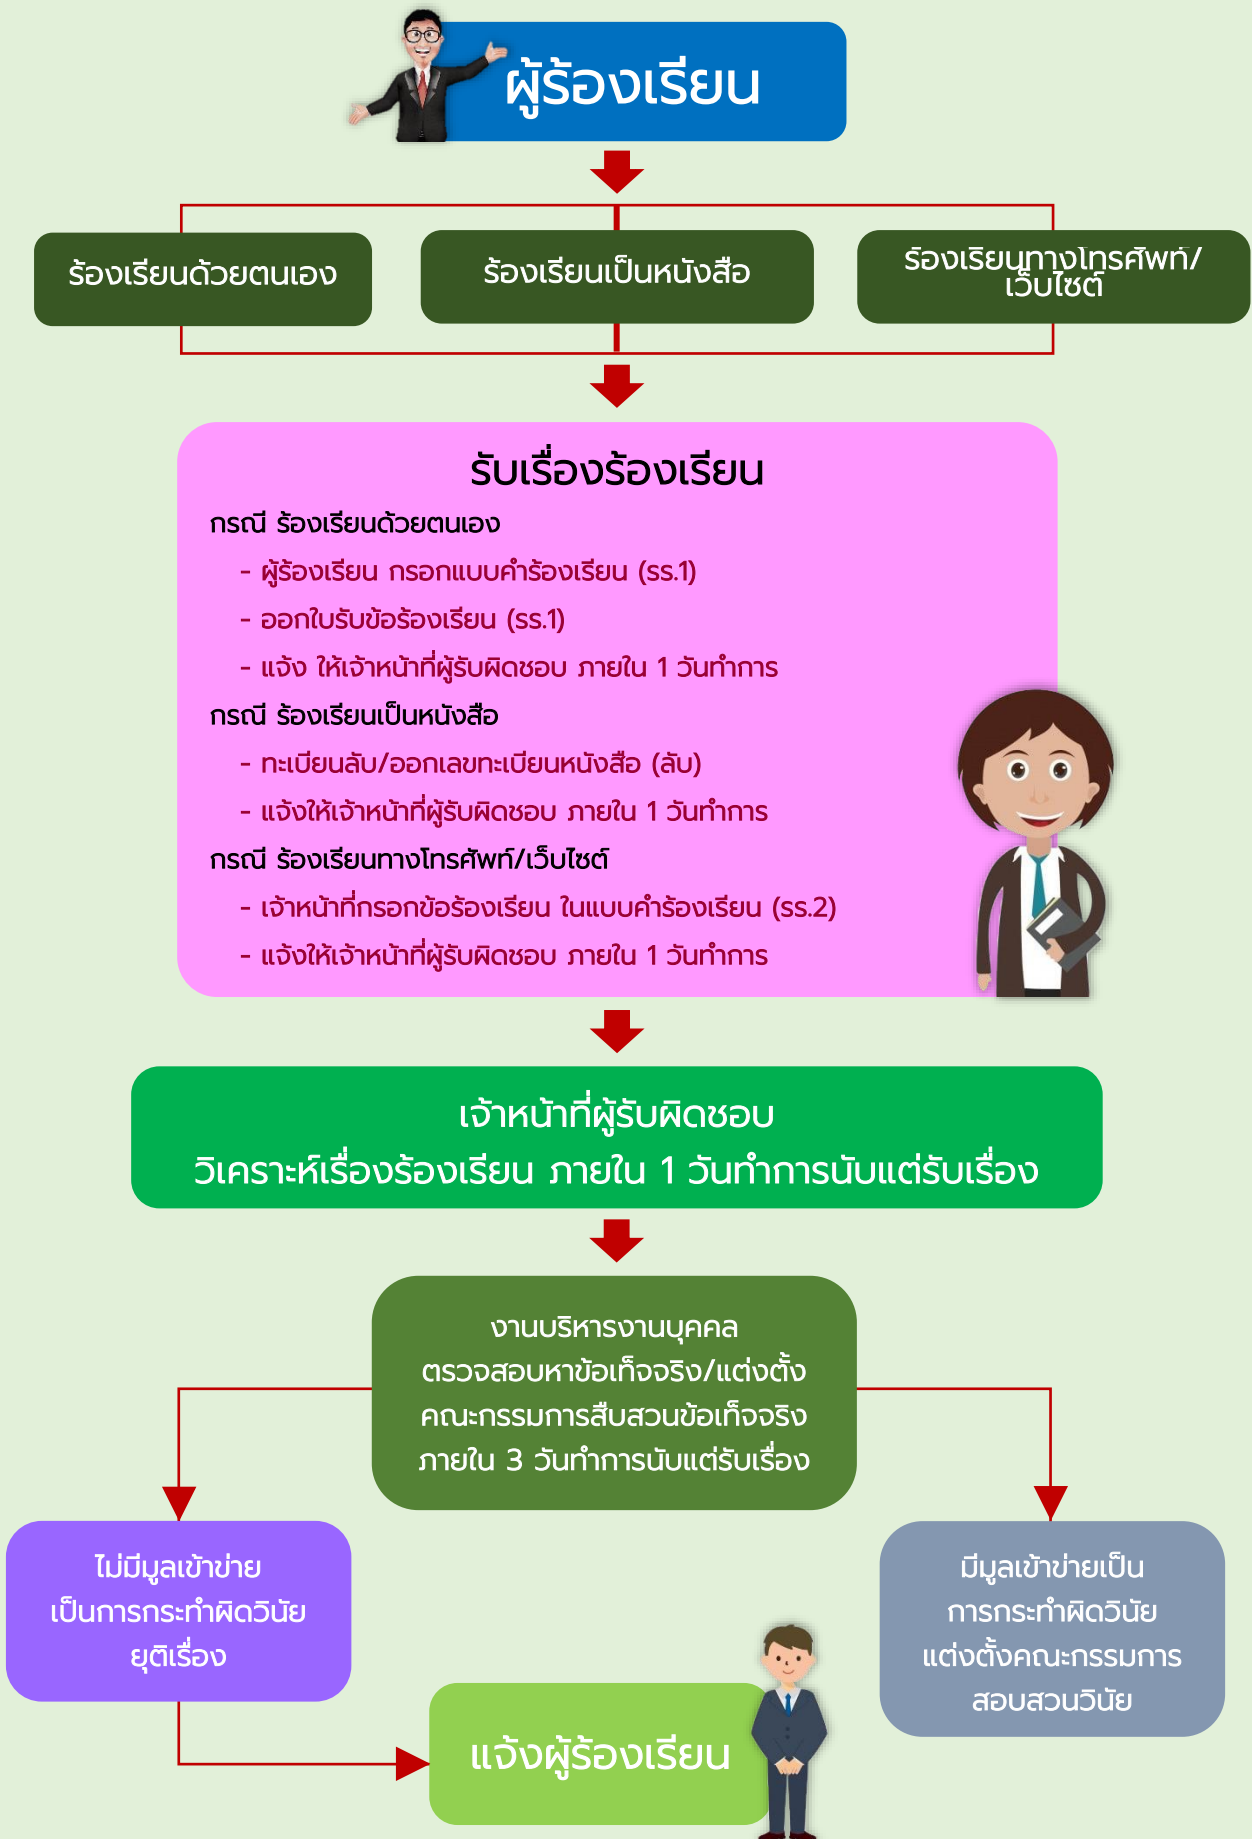 ผู้ร้องเรียน
ร้องเรียนด้วยตนเอง
ร้องเรียนเป็นหนังสือ
ร้องเรียนทางโทรศัพท์/
เว็บไซต์
รับเรื่องร้องเรียน
กรณี ร้องเรียนด้วยตนเอง
- ผู้ร้องเรียน กรอกแบบคำร้องเรียน (รร.1)
- ออกใบรับข้อร้องเรียน (รร.1)
- แจ้ง ให้เจ้าหน้าที่ผู้รับผิดชอบ ภายใน 1 วันทำการ
กรณี ร้องเรียนเป็นหนังสือ
- ทะเบียนลับ/ออกเลขทะเบียนหนังสือ (ลับ)
- แจ้งให้เจ้าหน้าที่ผู้รับผิดชอบ ภายใน 1 วันทำการ
กรณี ร้องเรียนทางโทรศัพท์/เว็บไซต์
- เจ้าหน้าที่กรอกข้อร้องเรียน ในแบบคำร้องเรียน (รร.2)
- แจ้งให้เจ้าหน้าที่ผู้รับผิดชอบ ภายใน 1 วันทำการ
เจ้าหน้าที่ผู้รับผิดชอบ
วิเคราะห์เรื่องร้องเรียน ภายใน 1 วันทำการนับแต่รับเรื่อง
งานบริหารงานบุคคล
ตรวจสอบหาข้อเท็จจริง/แต่งตั้ง
คณะกรรมการสืบสวนข้อเท็จจริง
ภายใน 3 วันทำการนับแต่รับเรื่อง
ไม่มีมูลเข้าข่าย
เป็นการกระทำผิดวินัย
ยุติเรื่อง
มีมูลเข้าข่ายเป็น
การกระทำผิดวินัย
แต่งตั้งคณะกรรมการ
สอบสวนวินัย
แจ้งผู้ร้องเรียน